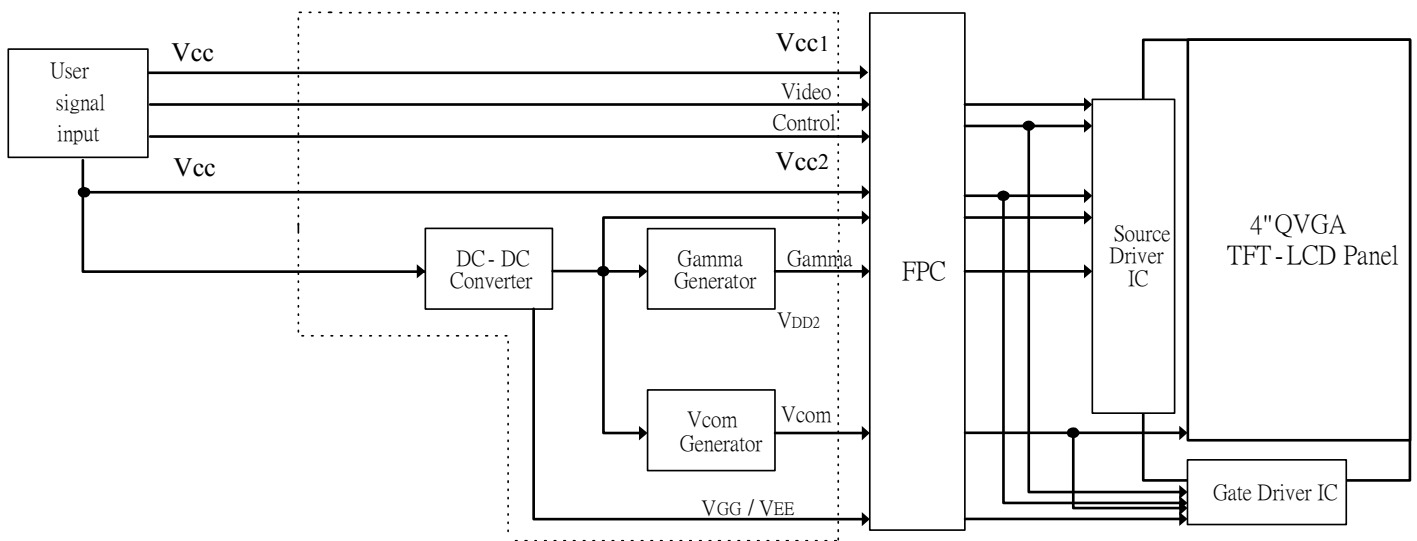 User
signal
input
Vcc
Vcc1
Video
Control
Vcc
Vcc2
DC - DC
Converter
Gamma
Generator
Gamma
VDD2
Vcom
Generator
Vcom
VGG / VEE
FPC
Source
Driver
IC
4"QVGA
TFT-LCD Panel
Gate Driver IC